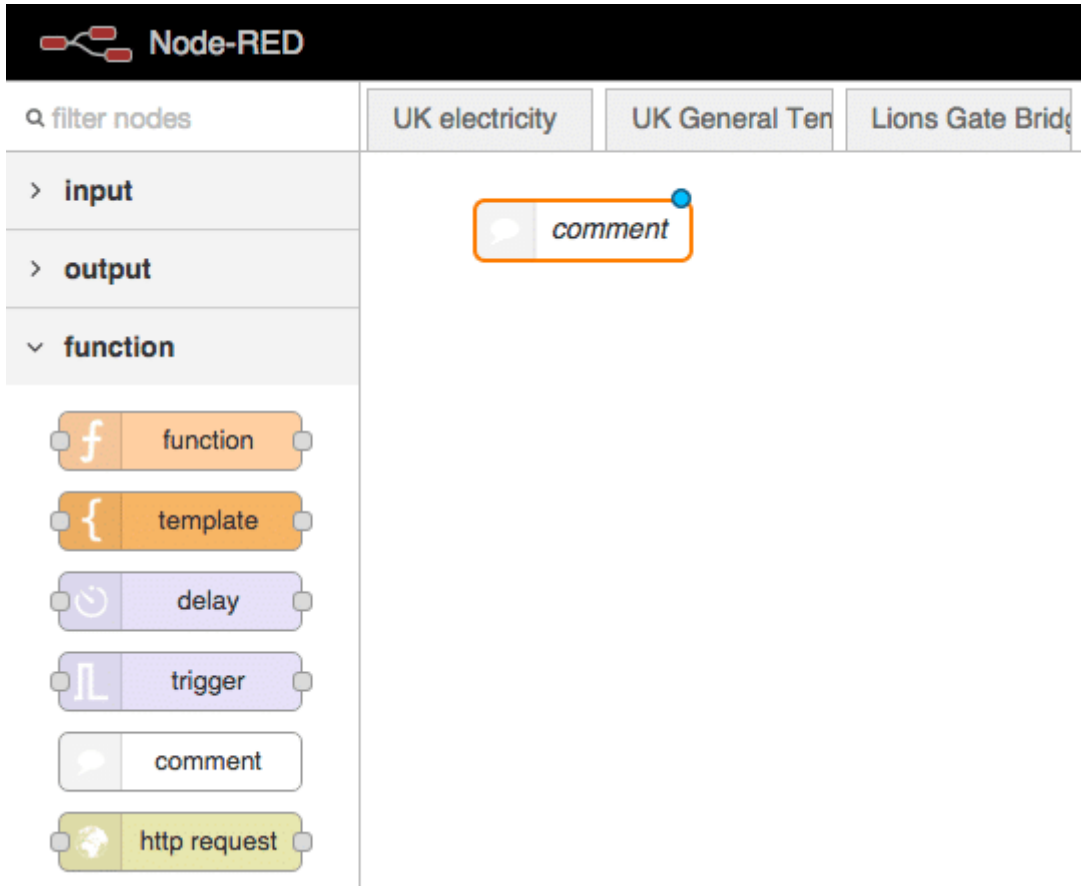 Node-RED
filter nodes
UK electricity
UK General Ten
Lions Gate Bridg
input
output
function
function
template
delay
trigger
comment
http request
comment